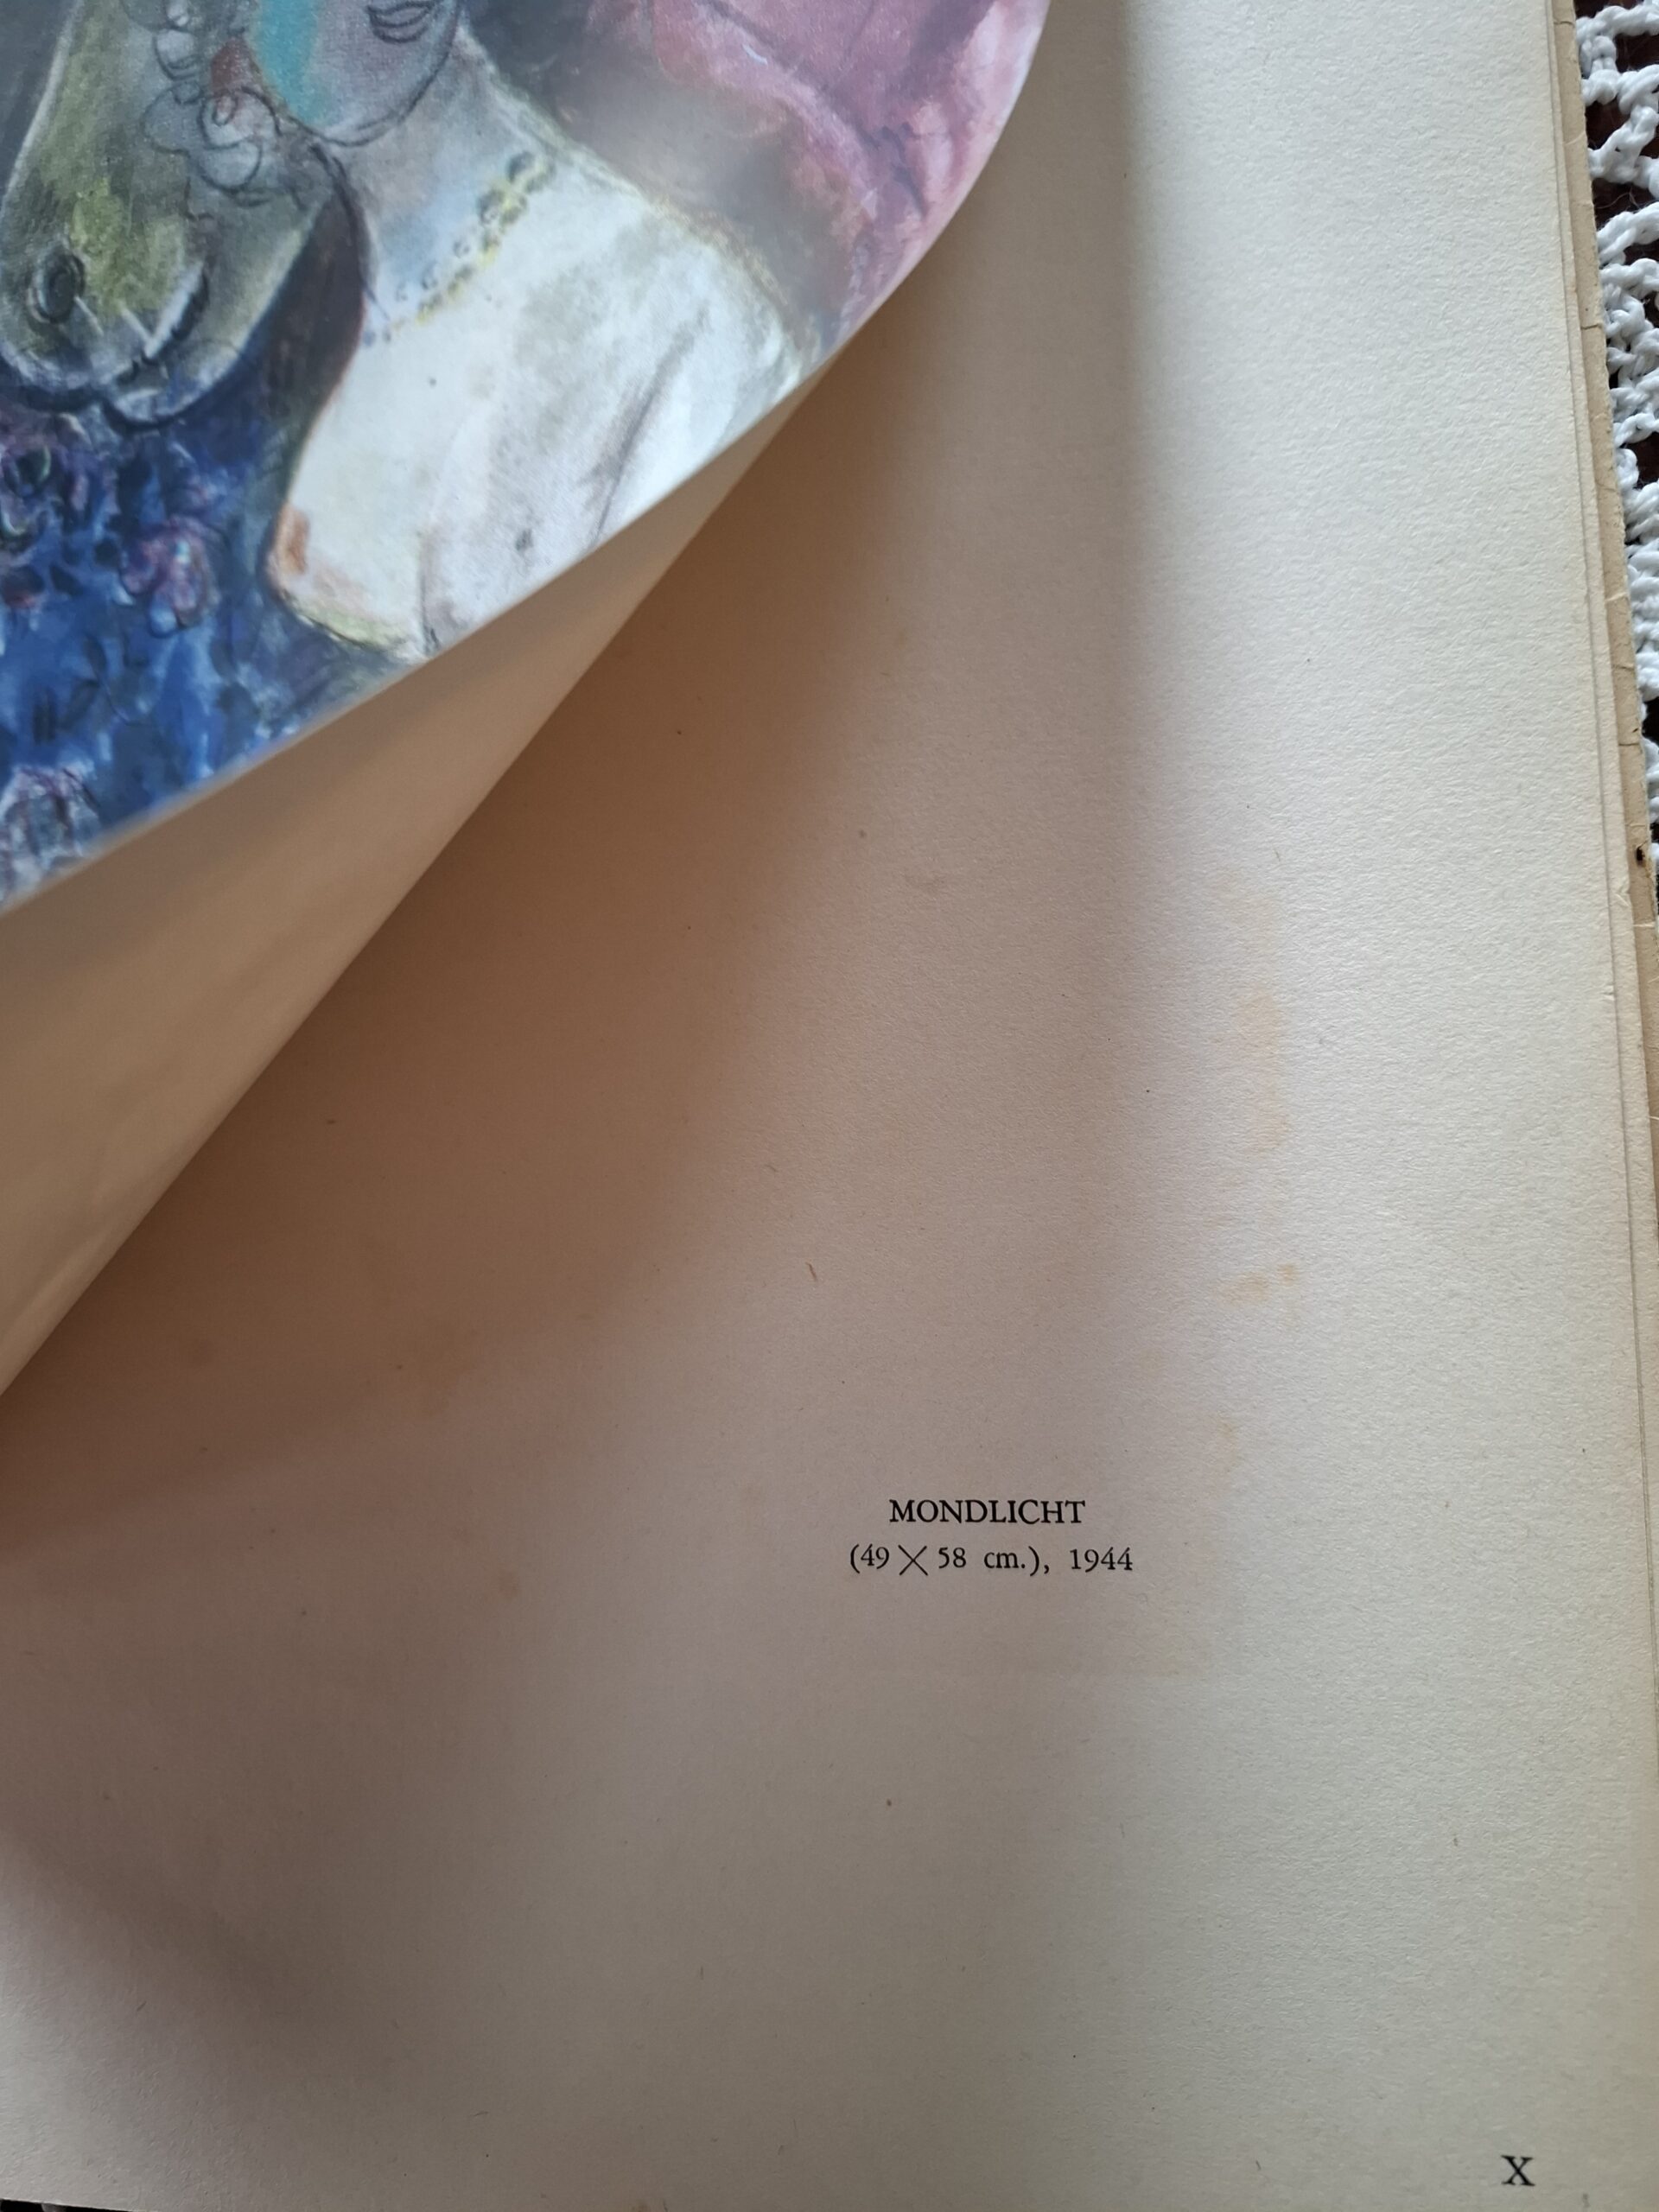 MONDLICHT
(49 X 58 cm.), 1944
X